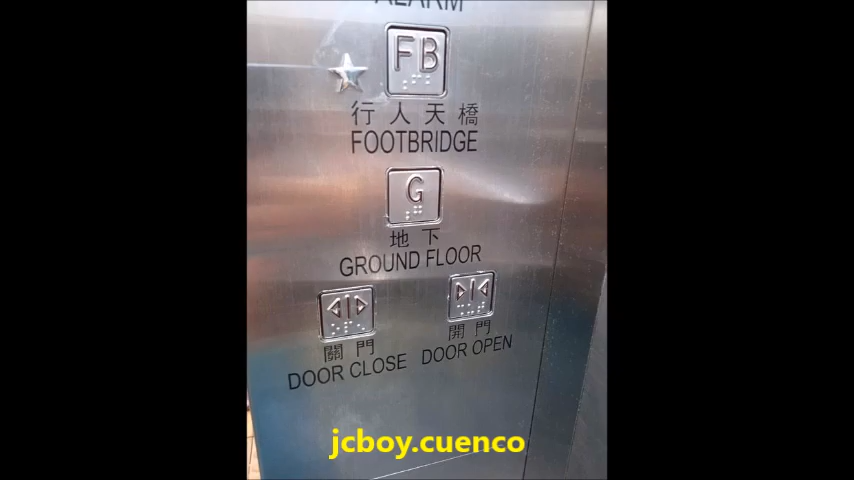 ALARM
FB
行人天橋
FOOTBRIDGE
G
地下
GROUND FLOOR
關門 開門
DOOR CLOSE DOOR OPEN
jcboy.cuenco